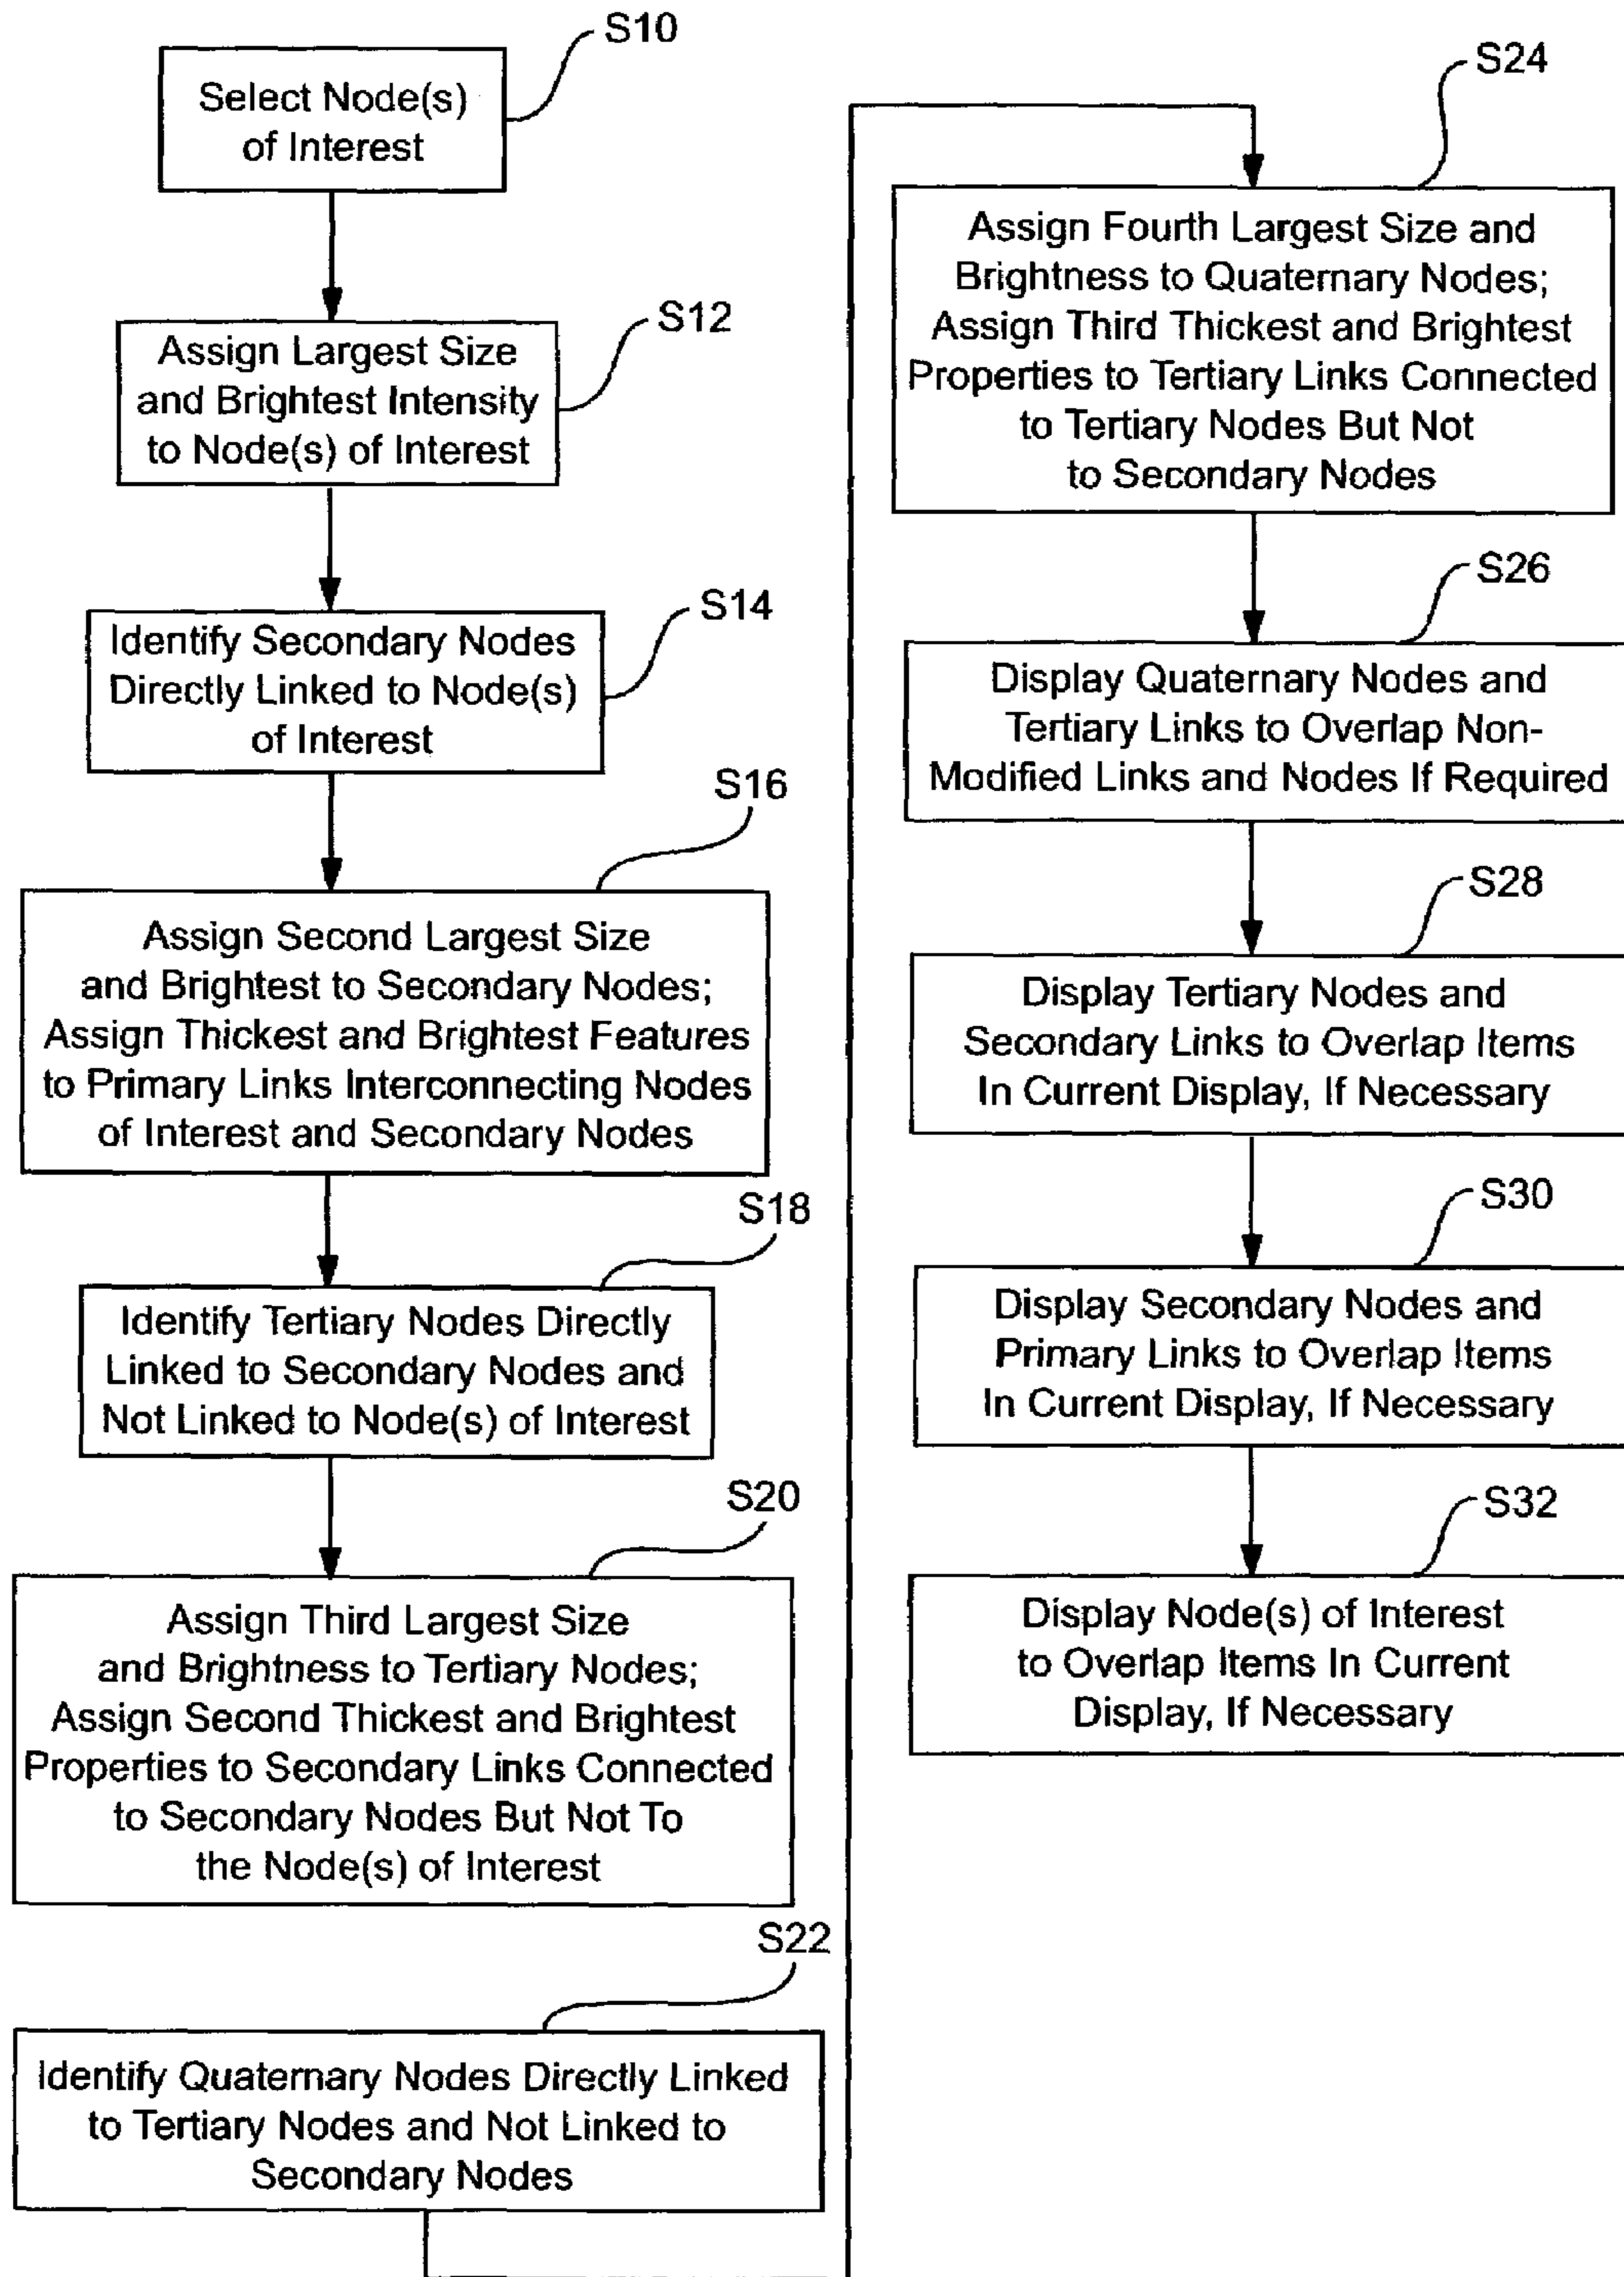 S10
Select Node(s)
of Interest
S12
Assign Largest Size
and Brightest Intensity
to Node(s) of Interest
S14
Identify Secondary Nodes
Directly Linked to Node(s)
of Interest
S16
Assign Second Largest Size
and Brightest to Secondary Nodes;
Assign Thickest and Brightest Features
to Primary Links Interconnecting Nodes
of Interest and Secondary Nodes
S18
Identify Tertiary Nodes Directly
Linked to Secondary Nodes and
Not Linked to Node(s) of Interest
S20
Assign Third Largest Size
and Brightness to Tertiary Nodes;
Assign Second Thickest and Brightest
Properties to Secondary Links Connected
to Secondary Nodes But Not To
the Node(s) of Interest
S22
Identify Quaternary Nodes Directly Linked
to Tertiary Nodes and Not Linked to
Secondary Nodes
S24
Assign Fourth Largest Size and
Brightness to Quaternary Nodes;
Assign Third Thickest and Brightest
Properties to Tertiary Links Connected
to Tertiary Nodes But Not
to Secondary Nodes
S26
Display Quaternary Nodes and
Tertiary Links to Overlap Non-
Modified Links and Nodes If Required
S28
Display Tertiary Nodes and
Secondary Links to Overlap Items
In Current Display, If Necessary
S30
Display Secondary Nodes and
Primary Links to Overlap Items
In Current Display, If Necessary
S32
Display Node(s) of Interest
to Overlap Items In Current
Display, If Necessary